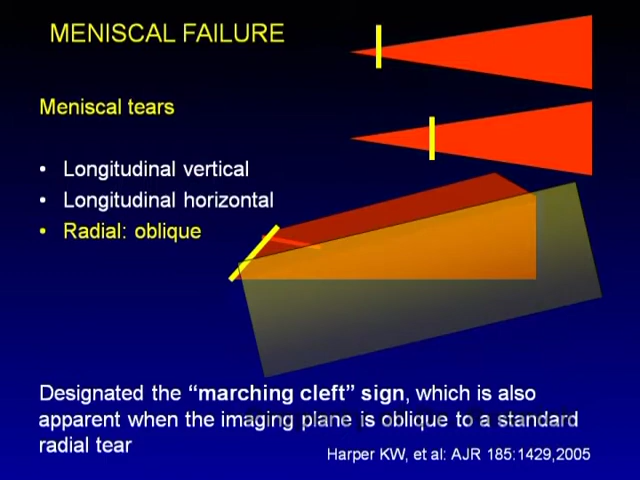 MENISCAL FAILURE
Meniscal tears
• Longitudinal vertical
• Longitudinal horizontal
• Radial: oblique
Designated the “marching cleft” sign, which is also
apparent when the imaging plane is oblique to a standard
radial tear
Harper KW, et al: AJR 185:1429,2005